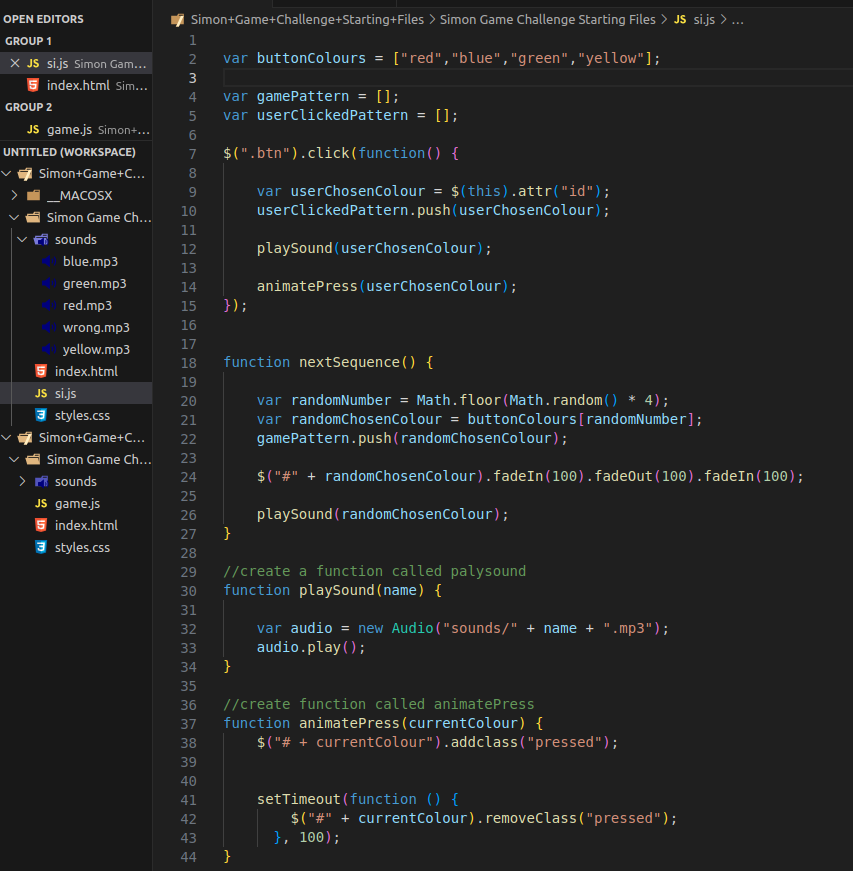 OPEN EDITORS
GROUP 1
JS si.js Simon Gam...
index.html Sim...
GROUP 2
JS game.js Simon+...
UNTITLED (WORKSPACE)
Simon+Game+C...
__MACOSX
Simon Game Ch...
sounds
blue.mp3
green.mp3
red.mp3
wrong.mp3
yellow.mp3
index.html
JS si.js
styles.css
Simon+Game+C...
Simon Game Ch...
sounds
JS game.js
index.html
styles.css
Simon+Game+Challenge+Starting+Files > Simon Game Challenge Starting Files > JS si.js > ...
1
2 var buttonColours = ["red","blue","green","yellow"];
3
4 var gamePattern = [];
5 var userClickedPattern = [];
6
7 $(".btn").click(function() {
8
9 var userChosenColour = $(this).attr("id");
10 userClickedPattern.push(userChosenColour);
11
12 playSound(userChosenColour);
13
14 animatePress(userChosenColour);
15 });
16
17
18 function nextSequence() {
19
20 var randomNumber = Math.floor(Math.random() * 4);
21 var randomChosenColour = buttonColours[randomNumber];
22 gamePattern.push(randomChosenColour);
23
24 $("#" + randomChosenColour).fadeIn(100).fadeOut(100).fadeIn(100);
25
26 playSound(randomChosenColour);
27 }
28
29 //create a function called palysound
30 function playSound(name) {
31
32 var audio = new Audio("sounds/" + name + ".mp3");
33 audio.play();
34 }
35
36 //create function called animatePress
37 function animatePress(currentColour) {
38 $("# + currentColour").addclass("pressed");
39
40
41 setTimeout(function () {
42 $("#" + currentColour).removeClass("pressed");
43 }, 100);
44 }